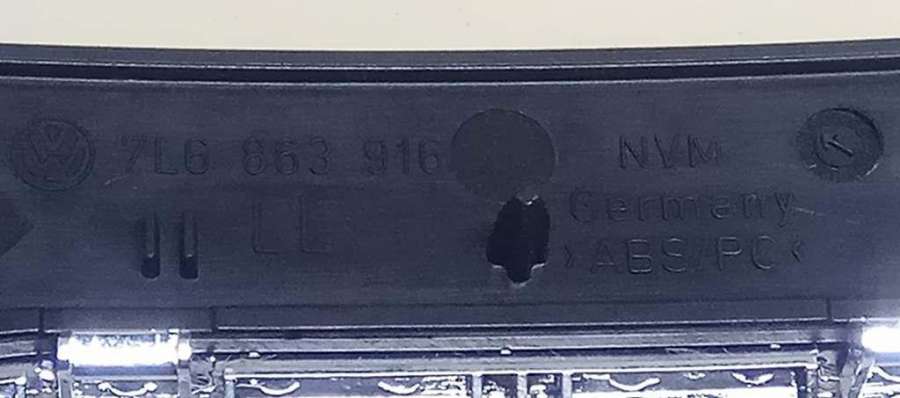 7L6 863 916 NVM
LL Germany
>ABS/PC<